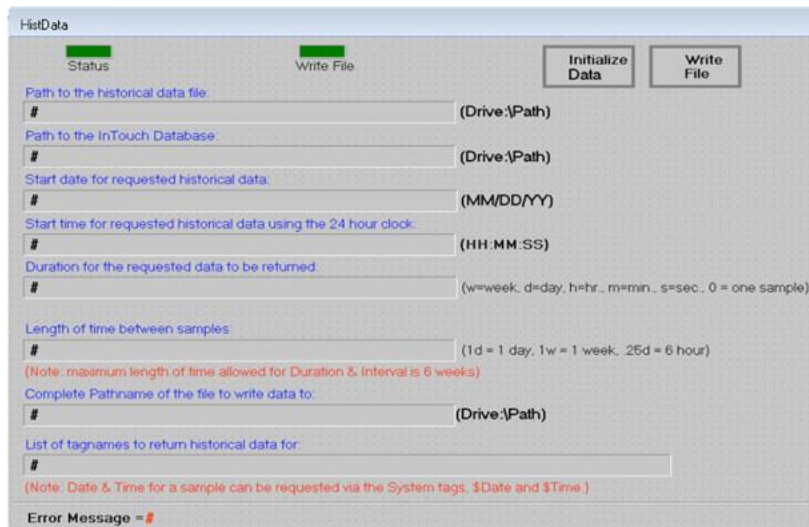 HistData
Status
Write File
Initialize
Data
Write
File
Path to the historical data file:
# (Drive:\Path)
Path to the InTouch Database:
# (Drive:\Path)
Start date for requested historical data:
# (MM/DD/YY)
Start time for requested historical data using the 24 hour clock:
# (HH:MM:SS)
Duration for the requested data to be returned:
# (w=week, d=day, h=hr., m=min., s=sec., 0 = one sample)
Length of time between samples:
# (1d = 1 day, 1w = 1 week, .25d = 6 hour)
(Note: maximum length of time allowed for Duration & Interval is 6 weeks)
Complete Pathname of the file to write data to:
# (Drive:\Path)
List of tagnames to return historical data for:
#
(Note: Date & Time for a sample can be requested via the System tags, $Date and $Time.)
Error Message =#